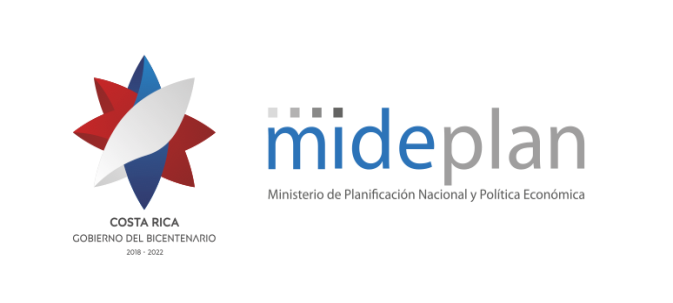 COSTA RICA
GOBIERNO DEL BICENTENARIO
2018 - 2022
mideplan
Ministerio de Planificación Nacional y Política Económica